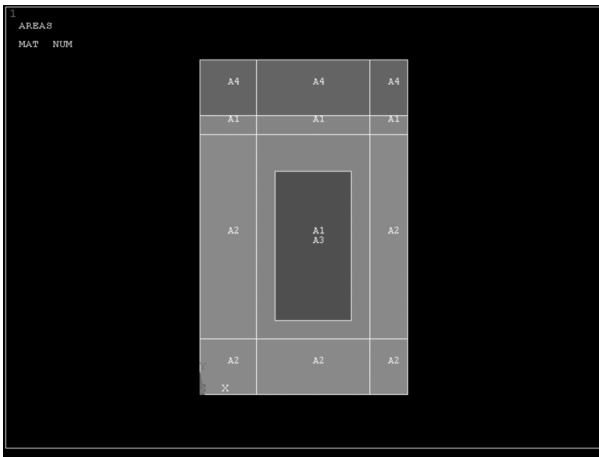 1
AREAS
MAT NUM
A4 A4 A4
A1 A1 A1
A2 A1 A2
A3
A2 A2 A2
X